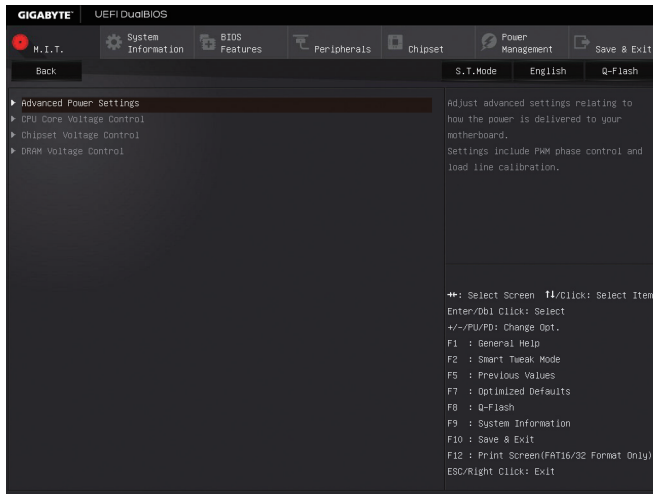 GIGABYTE™ UEFI DualBIOS
M.I.T.
System Information
BIOS Features
Peripherals
Chipset
Power Management
Save & Exit
Back
S.T.Mode English Q-Flash
Advanced Power Settings
CPU Core Voltage Control
Chipset Voltage Control
DRAM Voltage Control
Adjust advanced settings relating to
how the power is delivered to your
motherboard.
Settings include PWM phase control and
load line calibration.
→←: Select Screen ↑↓/Click: Select Item
Enter/Dbl Click: Select
+/-/PU/PD: Change Opt.
F1 : General Help
F2 : Smart Tweak Mode
F5 : Previous Values
F7 : Optimized Defaults
F8 : Q-Flash
F9 : System Information
F10 : Save & Exit
F12 : Print Screen(FAT16/32 Format Only)
ESC/Right Click: Exit